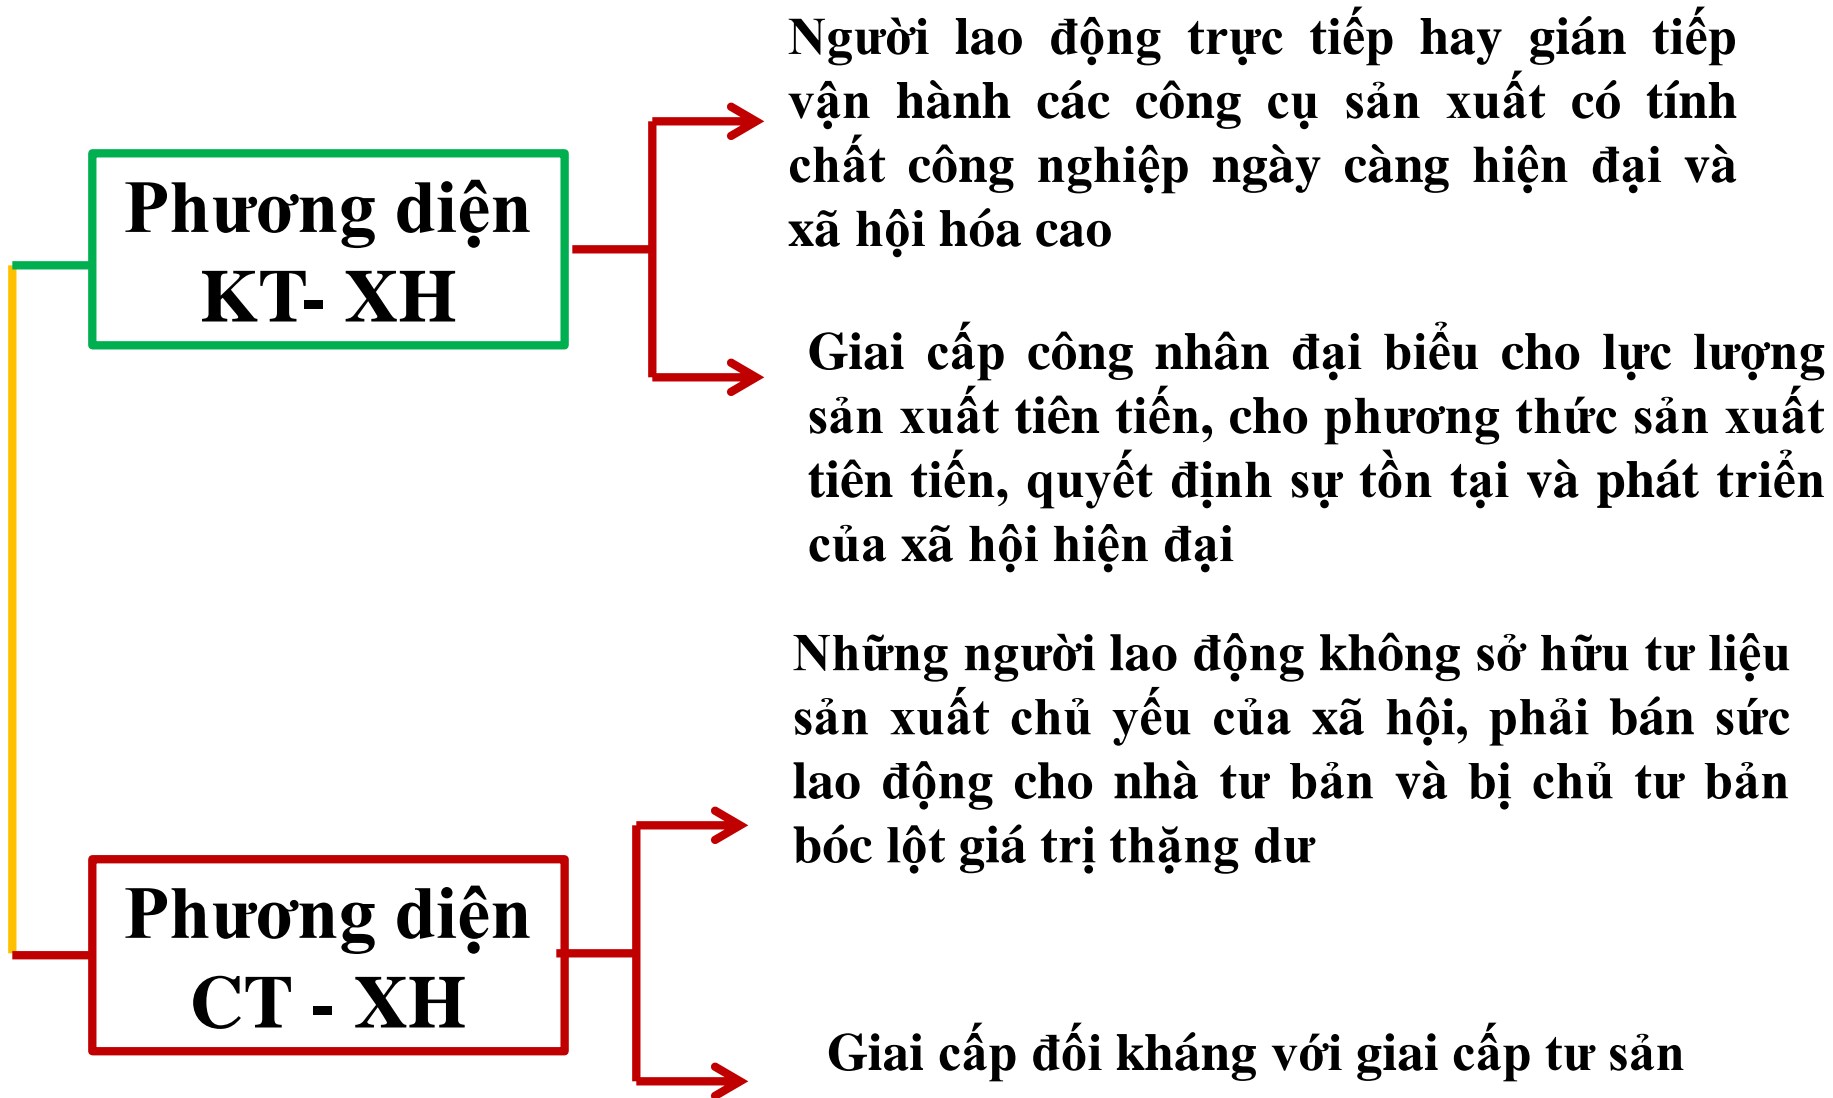 Phương diện
KT- XH
Người lao động trực tiếp hay gián tiếp
vận hành các công cụ sản xuất có tính
chất công nghiệp ngày càng hiện đại và
xã hội hóa cao
Giai cấp công nhân đại biểu cho lực lượng
sản xuất tiên tiến, cho phương thức sản xuất
tiên tiến, quyết định sự tồn tại và phát triển
của xã hội hiện đại
Phương diện
CT - XH
Những người lao động không sở hữu tư liệu
sản xuất chủ yếu của xã hội, phải bán sức
lao động cho nhà tư bản và bị chủ tư bản
bóc lột giá trị thặng dư
Giai cấp đối kháng với giai cấp tư sản